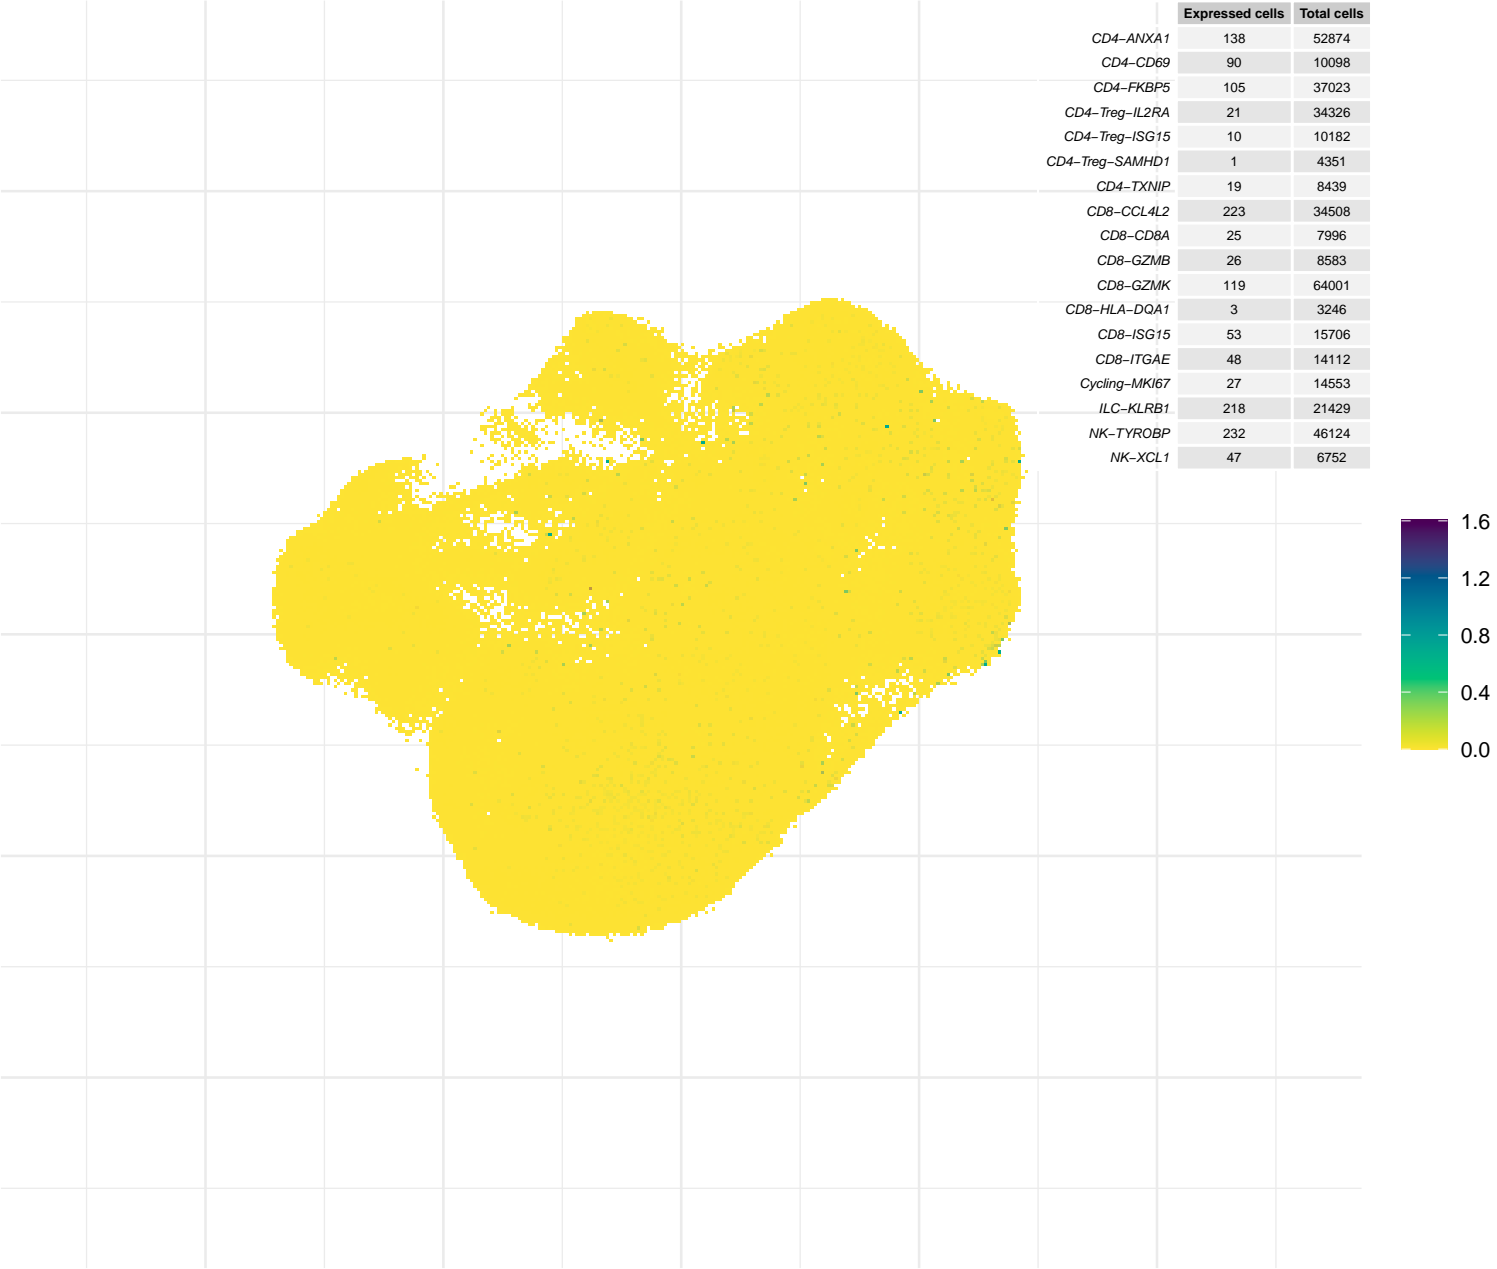 Expressed cells Total cells
CD4−ANXA1 138 52874
CD4−CD69 90 10098
CD4−FKBP5 105 37023
CD4−Treg−IL2RA 21 34326
CD4−Treg−ISG15 10 10182
CD4−Treg−SAMHD1 1 4351
CD4−TXNIP 19 8439
CD8−CCL4L2 223 34508
CD8−CD8A 25 7996
CD8−GZMB 26 8583
CD8−GZMK 119 64001
CD8−HLA−DQA1 3 3246
CD8−ISG15 53 15706
CD8−ITGAE 48 14112
Cycling−MKI67 27 14553
ILC−KLRB1 218 21429
NK−TYROBP 232 46124
NK−XCL1 47 6752
1.6
1.2
0.8
0.4
0.0